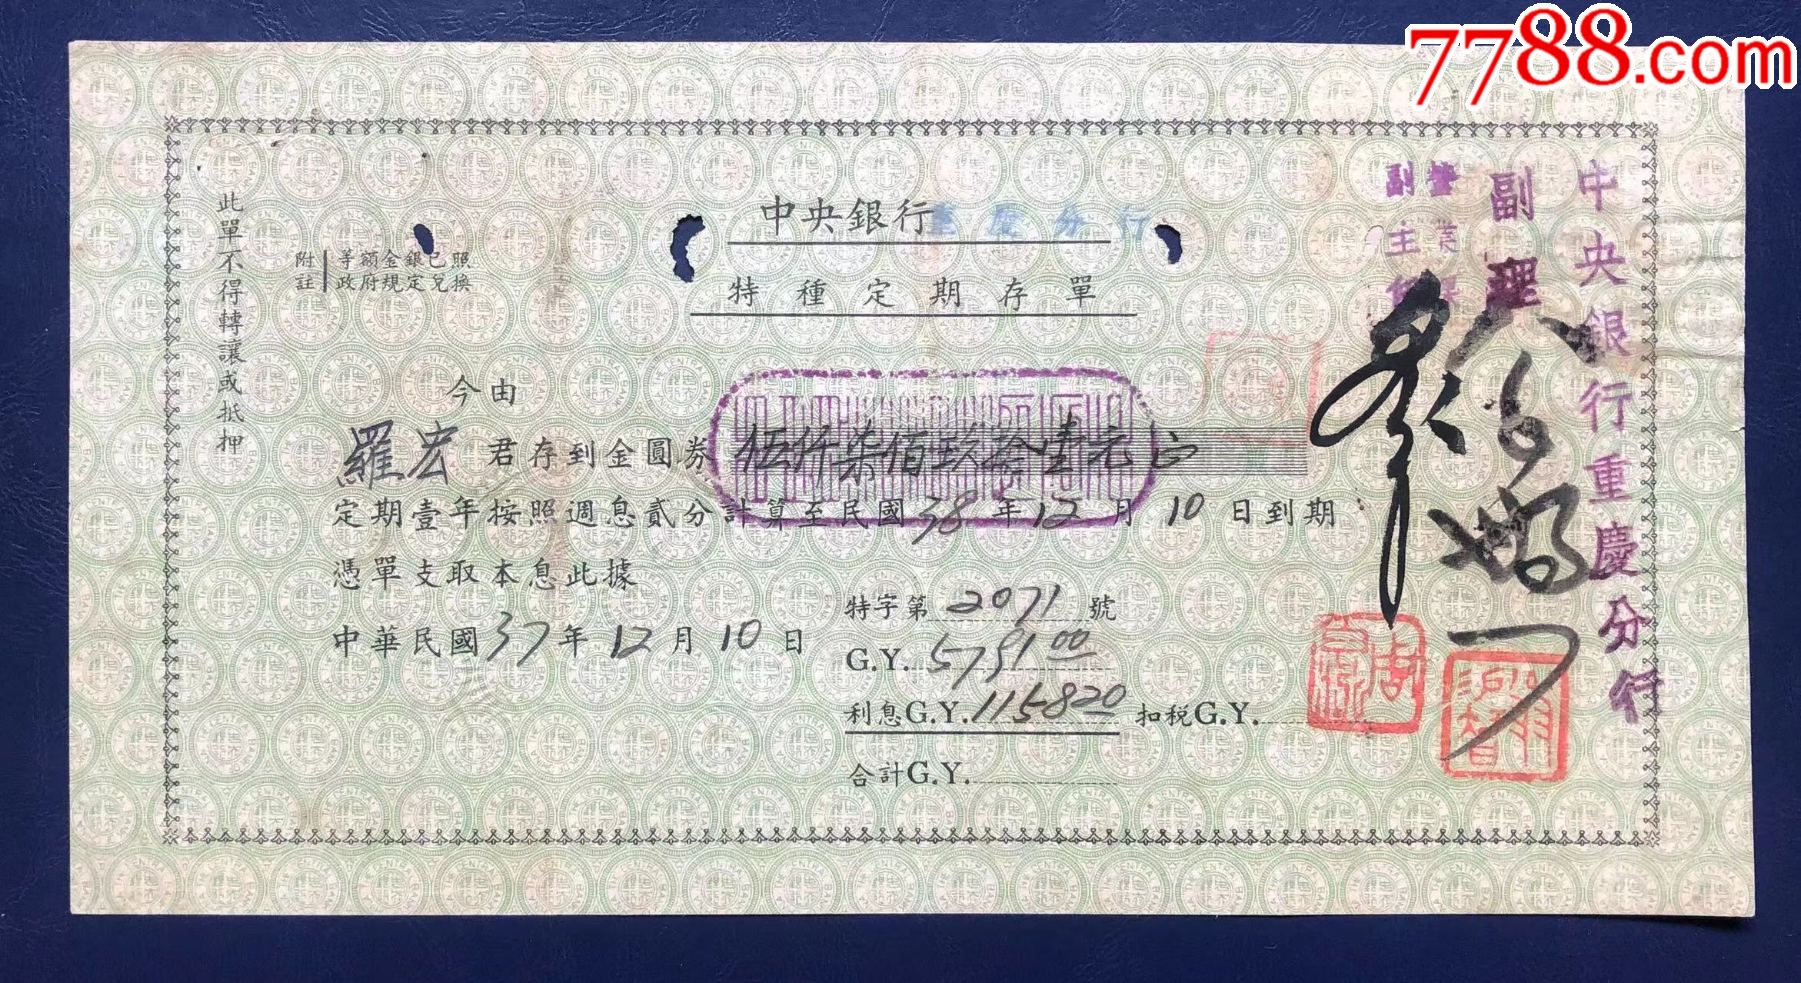 7788.com
中央銀行重慶分行
特種定期存單
附註
等額金銀已照
政府規定兌換
此單不得轉讓或抵押
今由
羅宏君存到金圓券伍仟柒佰玖拾壹元正
定期壹年按照週息貳分計算至民國38年12月10日到期
憑單支取本息此據
中華民國37年12月10日
特字第2071號
G.Y. 5791.00
利息G.Y. 1158.20 扣稅G.Y.
合計G.Y.
中央銀行重慶分行
副理
營業
副主